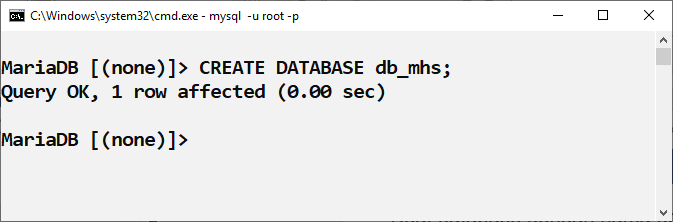 C:\Windows\system32\cmd.exe - mysql  -u root -p
MariaDB [(none)]> CREATE DATABASE db_mhs;
Query OK, 1 row affected (0.00 sec)
MariaDB [(none)]>